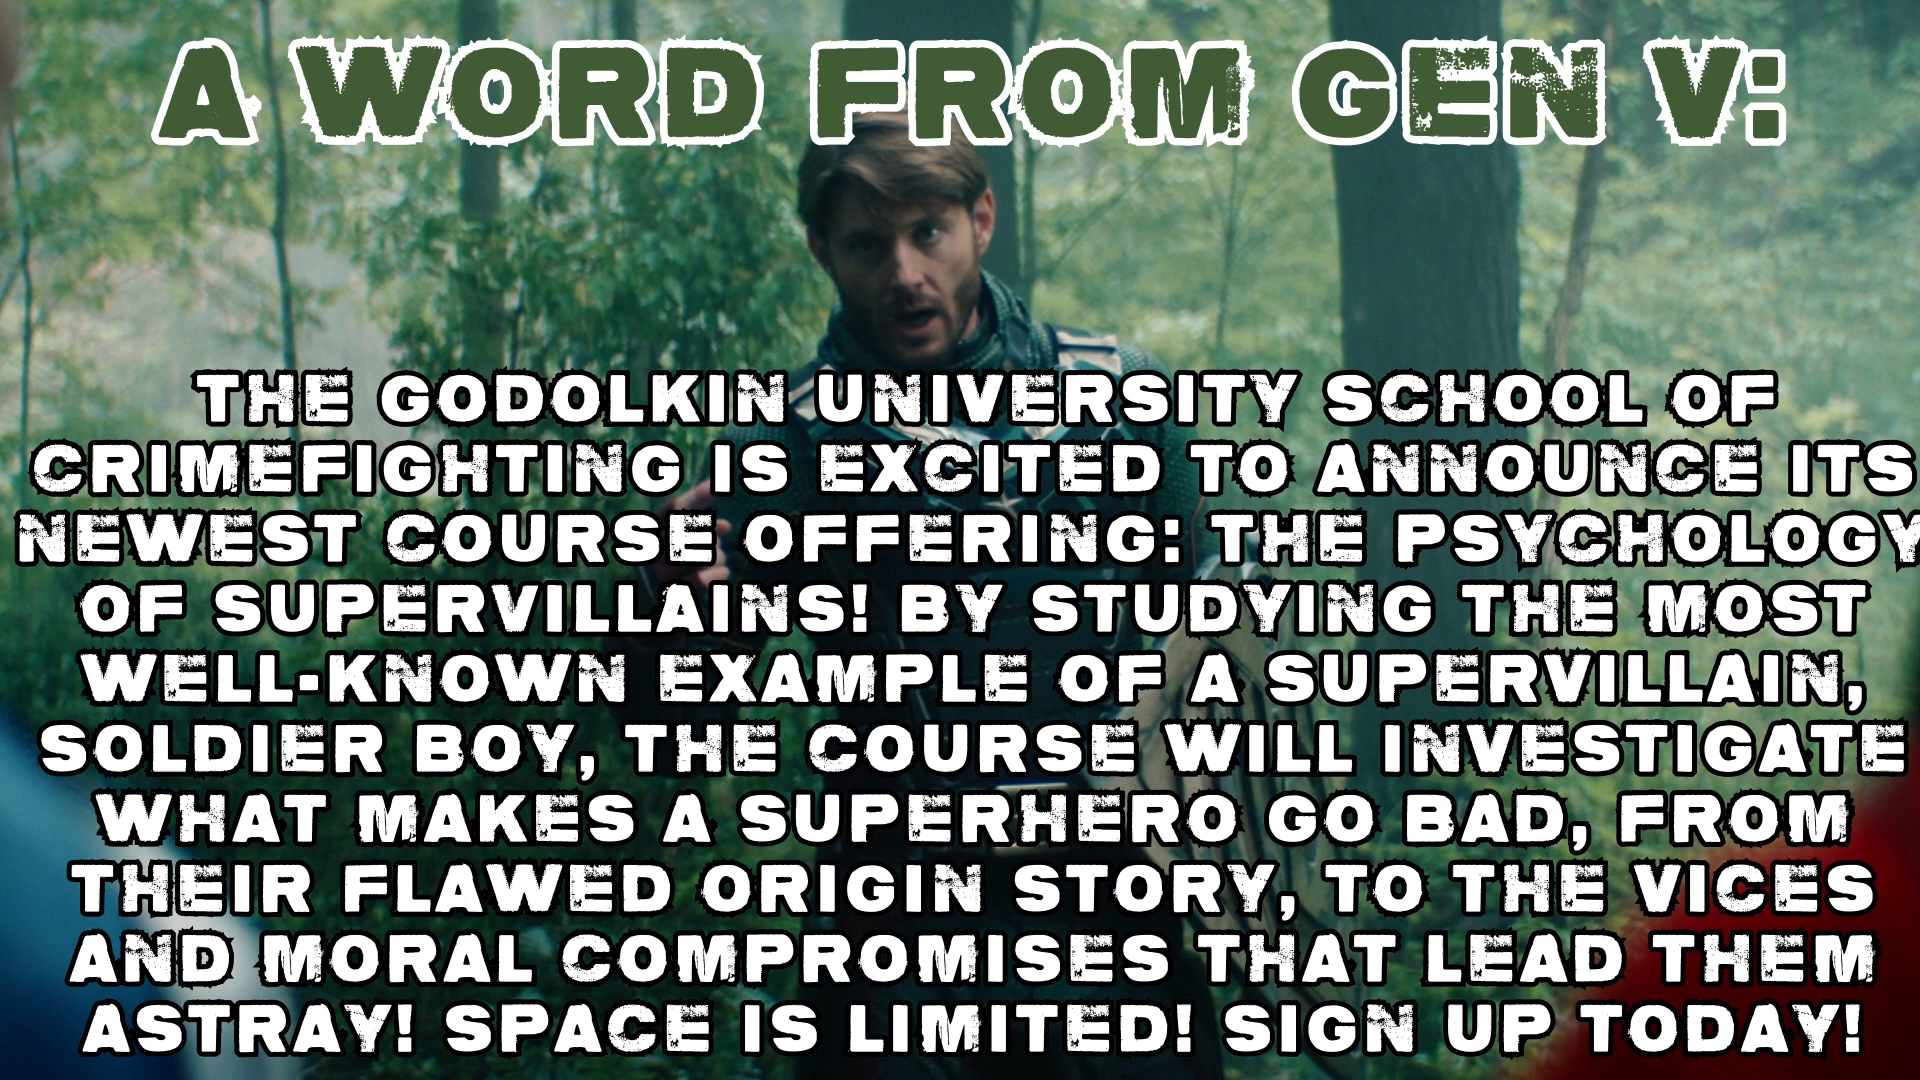 A WORD FROM GEN V:
THE GODOLKIN UNIVERSITY SCHOOL OF
CRIMEFIGHTING IS EXCITED TO ANNOUNCE ITS
NEWEST COURSE OFFERING: THE PSYCHOLOGY
OF SUPERVILLAINS! BY STUDYING THE MOST
WELL-KNOWN EXAMPLE OF A SUPERVILLAIN,
SOLDIER BOY, THE COURSE WILL INVESTIGATE
WHAT MAKES A SUPERHERO GO BAD, FROM
THEIR FLAWED ORIGIN STORY, TO THE VICES
AND MORAL COMPROMISES THAT LEAD THEM
ASTRAY! SPACE IS LIMITED! SIGN UP TODAY!